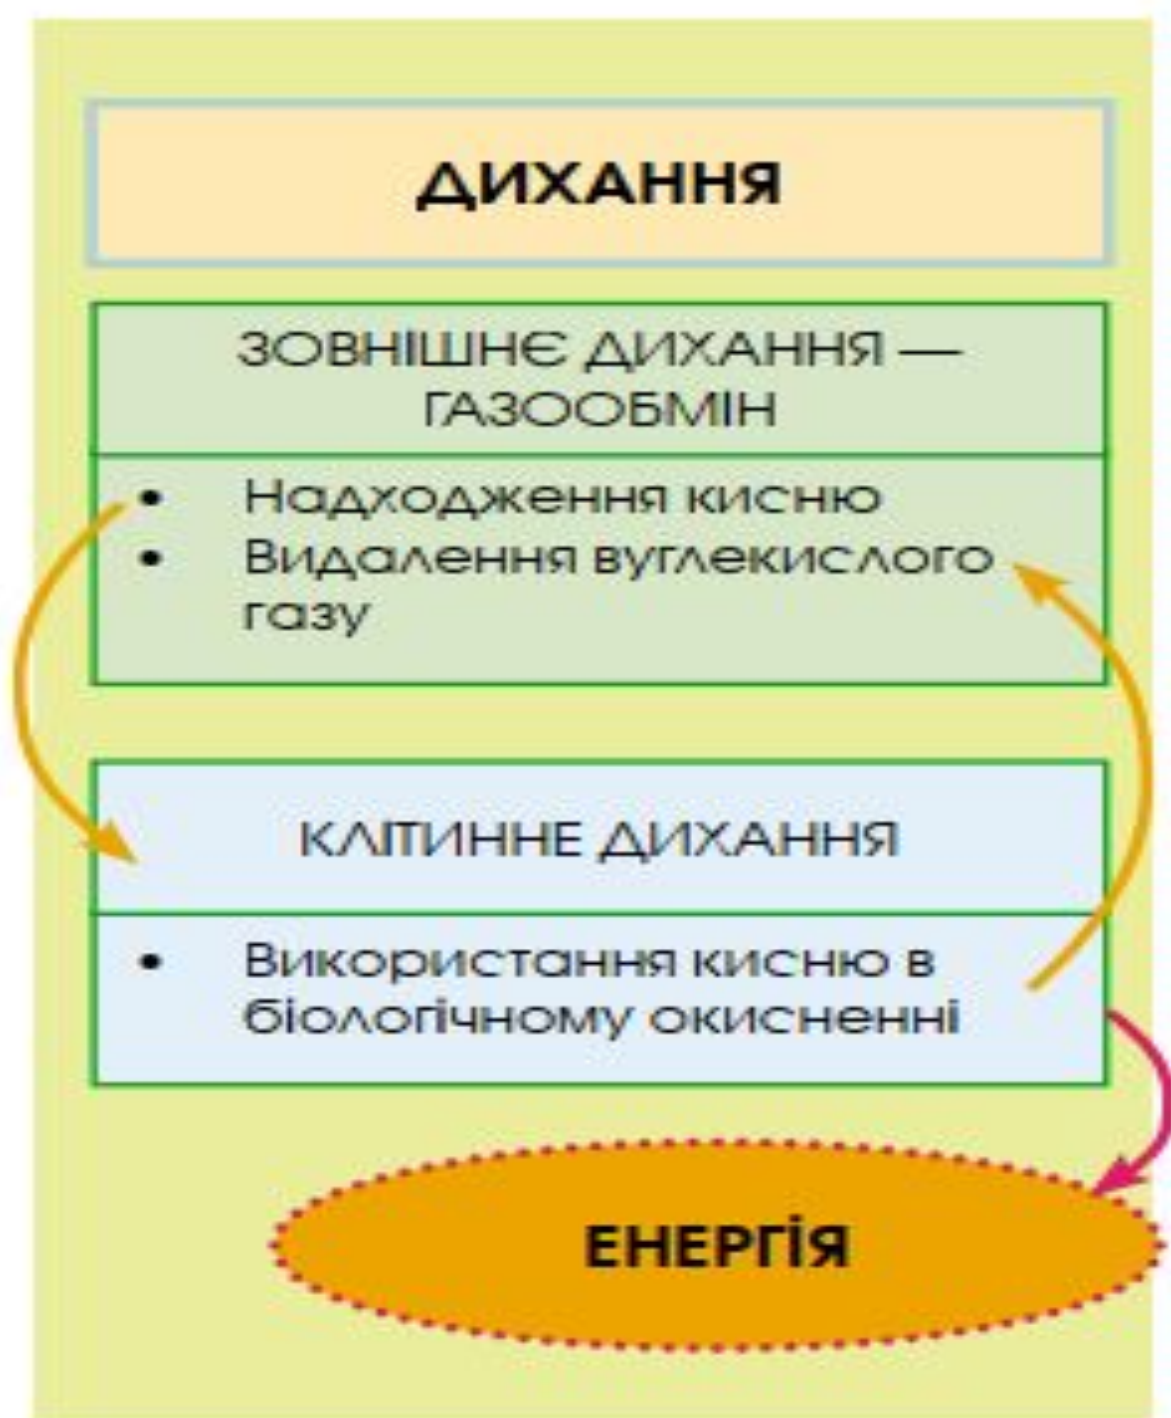 ДИХАННЯ
ЗОВНІШНЄ ДИХАННЯ —
ГАЗООБМІН
• Надходження кисню
• Видалення вуглекислого
газу
КЛІТИННЕ ДИХАННЯ
• Використання кисню в
біологічному окисненні
ЕНЕРГІЯ